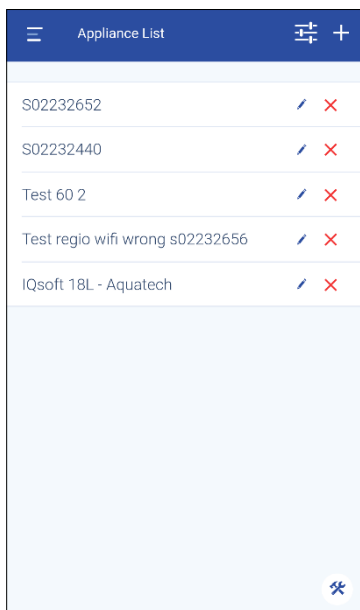 Appliance List
S02232652
S02232440
Test 60 2
Test regio wifi wrong s02232656
IQsoft 18L - Aquatech